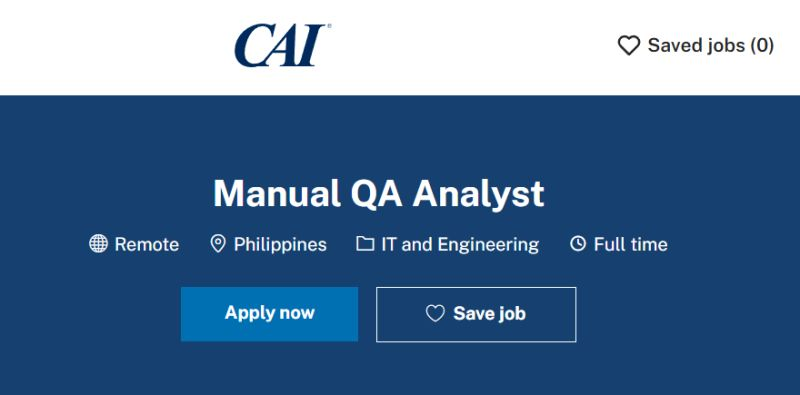 CAI®
Saved jobs (0)
Manual QA Analyst
Remote Philippines IT and Engineering Full time
Apply now Save job